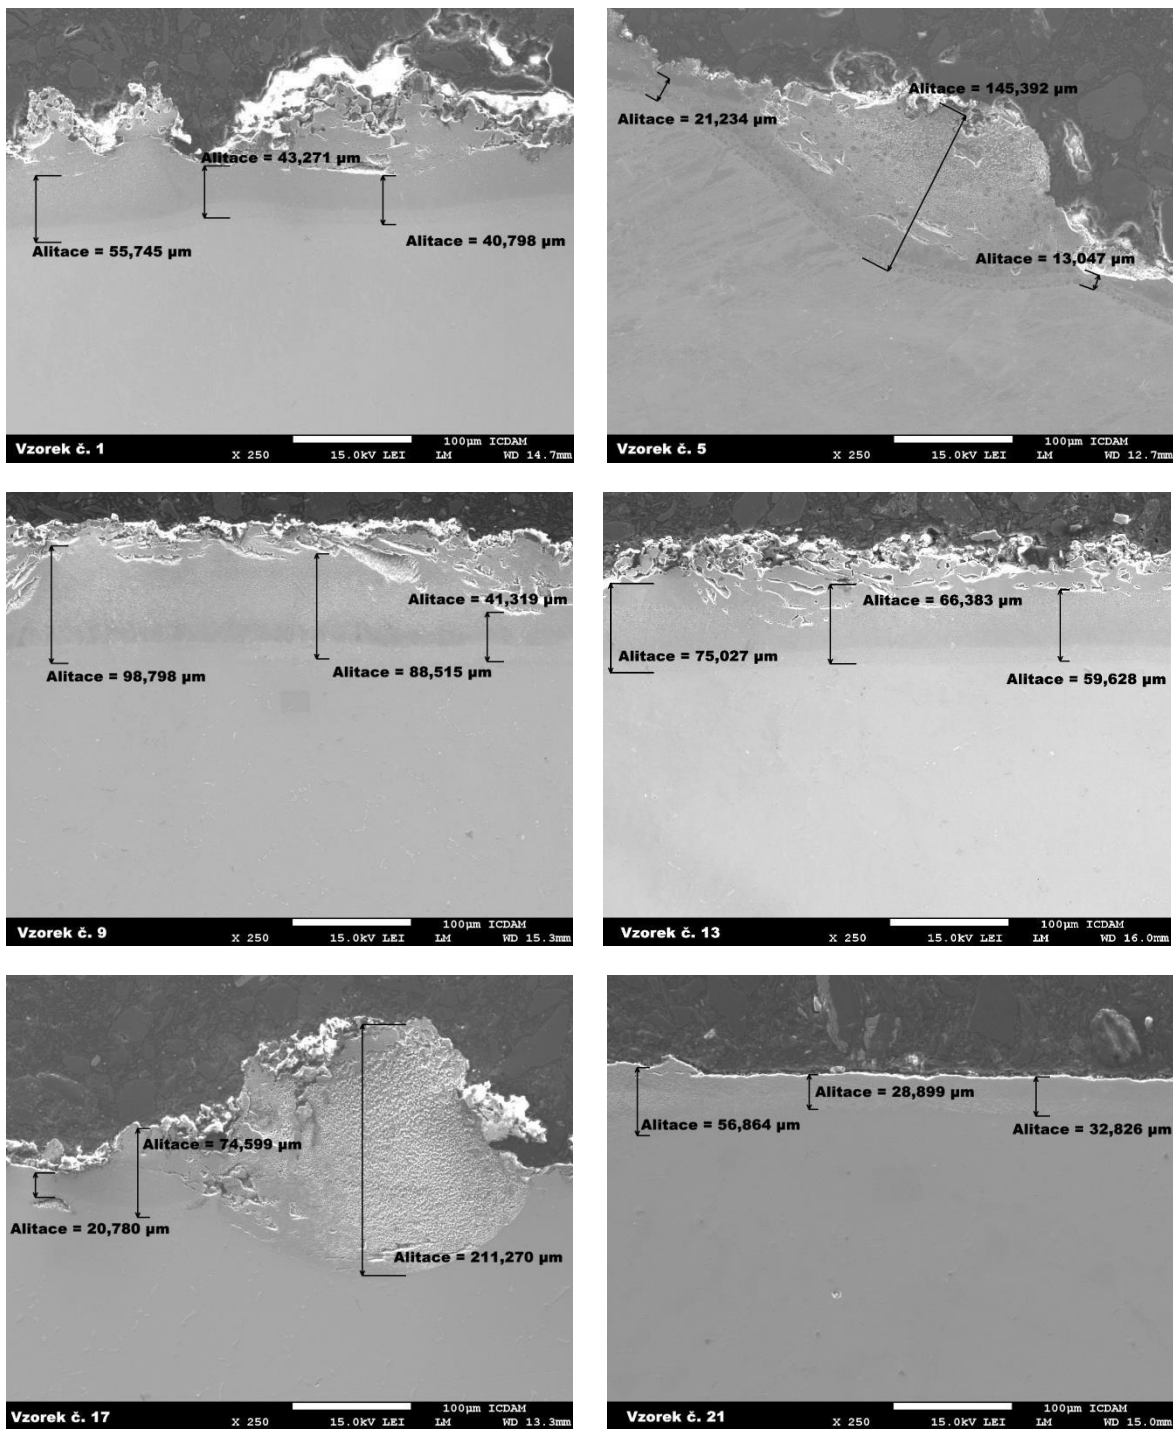 Alitace = 43,271 µm
Alitace = 55,745 µm
Alitace = 40,798 µm
Vzorek č. 1
100µm ICDAM
X 250 15.0kV LEI LM WD 14.7mm
Alitace = 145,392 µm
Alitace = 21,234 µm
Alitace = 13,047 µm
Vzorek č. 5
100µm ICDAM
X 250 15.0kV LEI LM WD 12.7mm
Alitace = 41,319 µm
Alitace = 98,798 µm
Alitace = 88,515 µm
Vzorek č. 9
100µm ICDAM
X 250 15.0kV LEI LM WD 15.3mm
Alitace = 66,383 µm
Alitace = 75,027 µm
Alitace = 59,628 µm
Vzorek č. 13
100µm ICDAM
X 250 15.0kV LEI LM WD 16.0mm
Alitace = 74,599 µm
Alitace = 20,780 µm
Alitace = 211,270 µm
Vzorek č. 17
100µm ICDAM
X 250 15.0kV LEI LM WD 13.3mm
Alitace = 28,899 µm
Alitace = 56,864 µm
Alitace = 32,826 µm
Vzorek č. 21
100µm ICDAM
X 250 15.0kV LEI LM WD 15.0mm